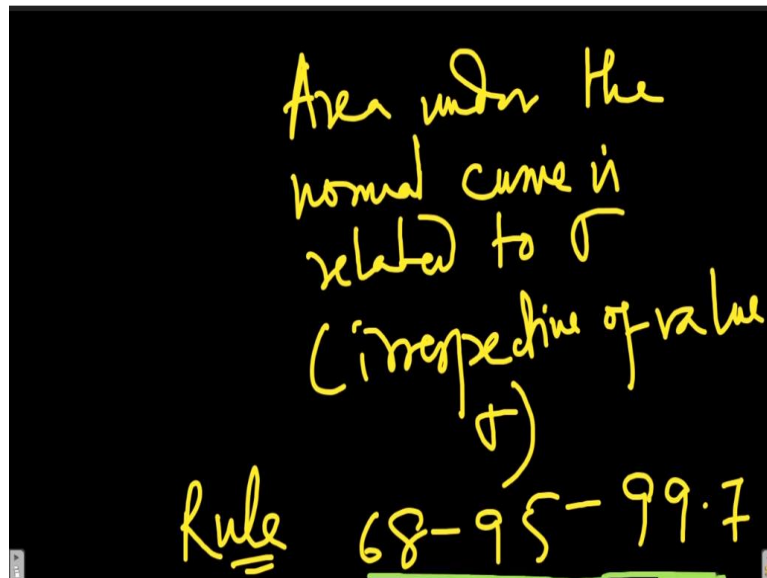 Area under the
normal curve is
related to σ
(irrespective of value
σ)
Rule 68-95-99.7